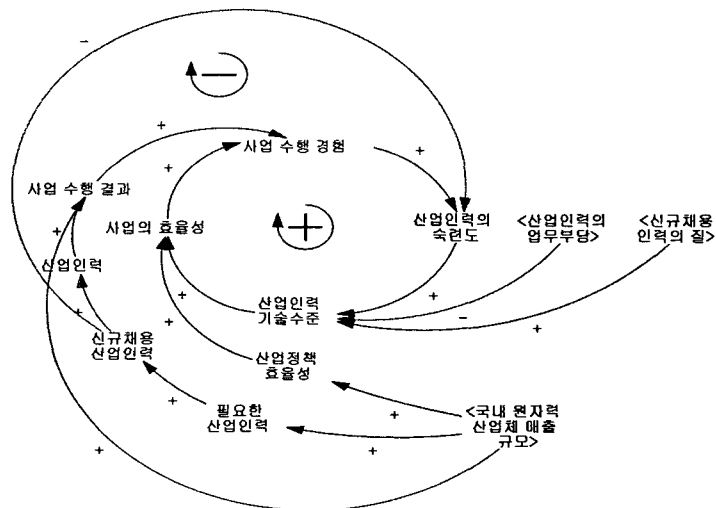 −
−
+
사업 수행 경험
+
+
사업 수행 결과
사업의 효율성
+
산업인력의
숙련도
<산업인력의
업무부담>
<신규채용
인력의 질>
+
산업인력
+
산업인력
기술수준
+
+
−
+
신규채용
산업인력
+
산업정책
효율성
+
필요한
산업인력
+
<국내 원자력
산업체 매출
규모>
+
+